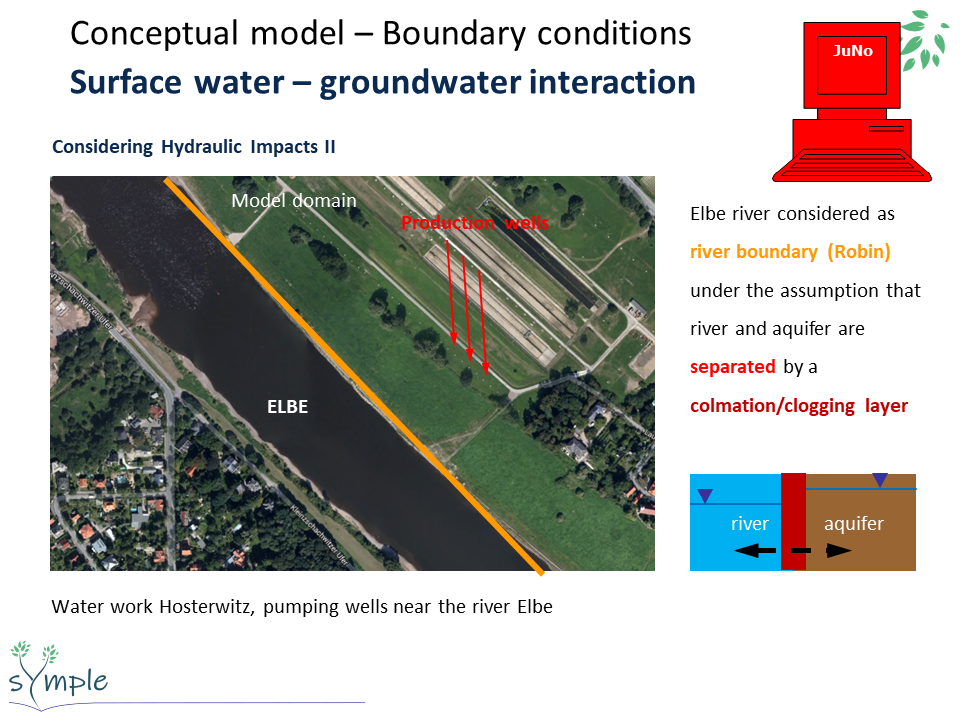 Conceptual model – Boundary conditions
Surface water – groundwater interaction
JuNo
Considering Hydraulic Impacts II
Model domain
Production wells
ELBE
Kleinzschachwitzer Ufer
Elbe river considered as
river boundary (Robin)
under the assumption that
river and aquifer are
separated by a
colmation/clogging layer
river
aquifer
Water work Hosterwitz, pumping wells near the river Elbe
sYmple